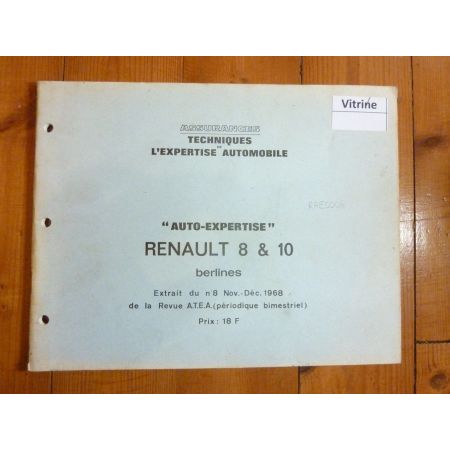 Vitrine
ASSURANCES
TECHNIQUES
DE
L'EXPERTISE AUTOMOBILE
"AUTO-EXPERTISE"
RENAULT 8 & 10
berlines
Extrait du n°8 Nov.-Déc. 1968
de la Revue A.T.E.A. (périodique bimestriel)
Prix : 18 F